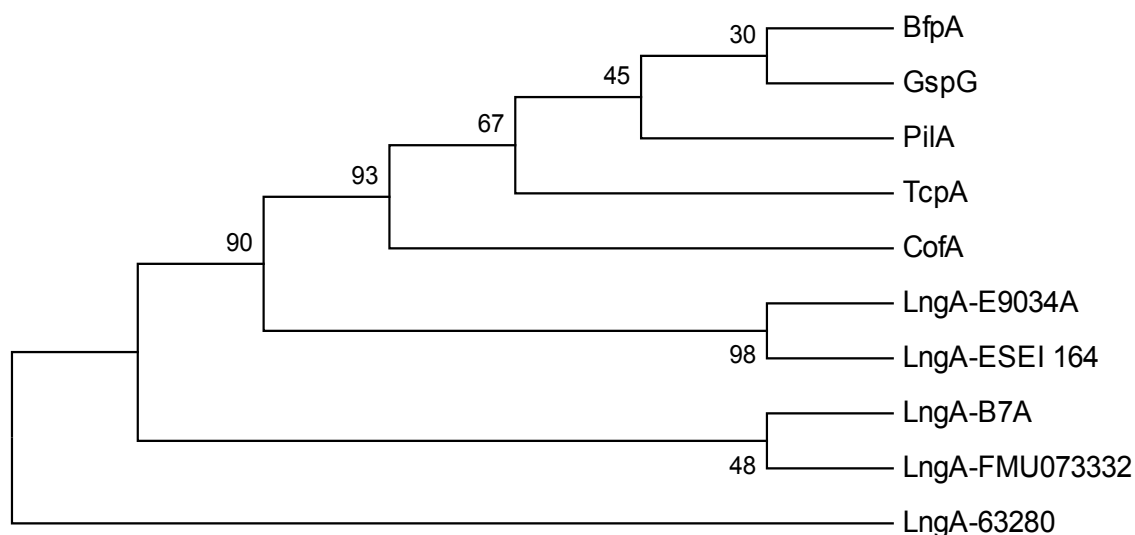 BfpA
30
GspG
45
PilA
67
TcpA
93
CofA
90
LngA-E9034A
LngA-ESEI 164
98
LngA-B7A
LngA-FMU073332
48
LngA-63280